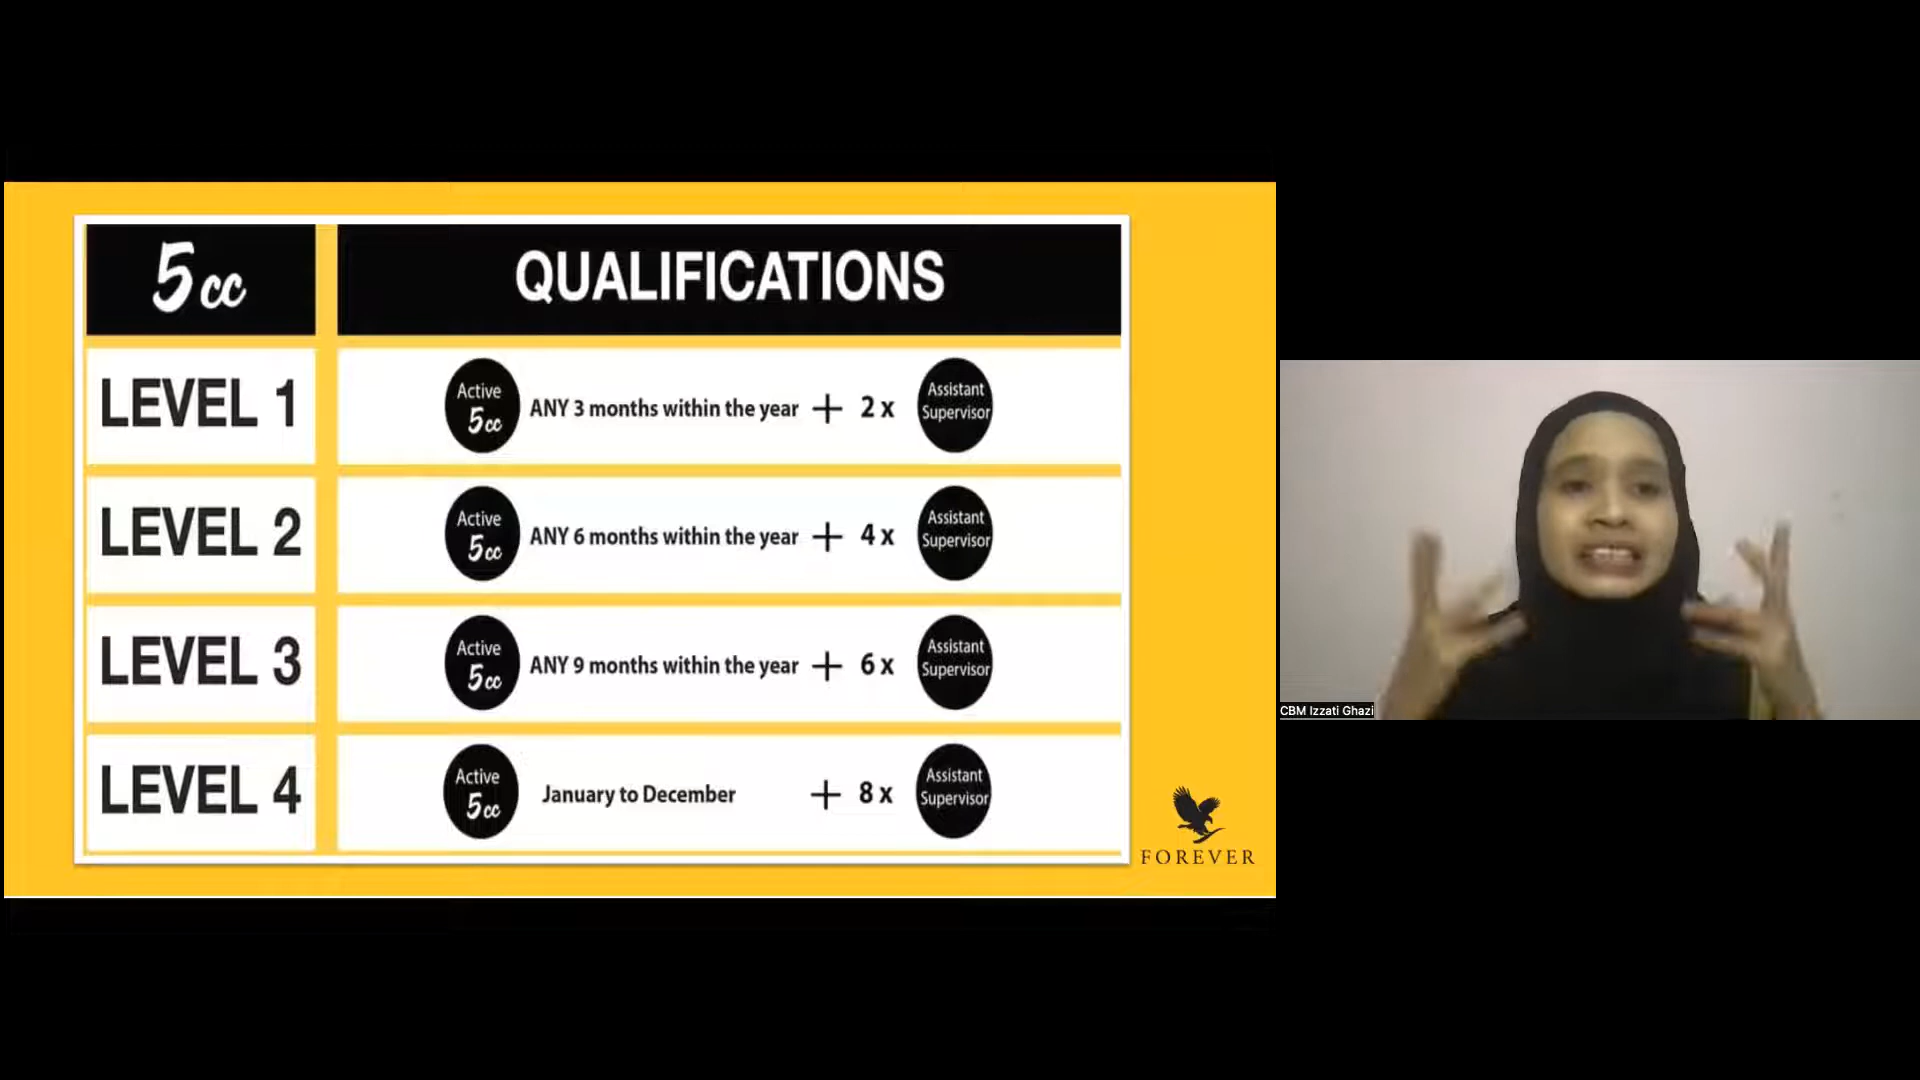 5cc
QUALIFICATIONS
LEVEL 1
Active
5cc
ANY 3 months within the year + 2 x
Assistant
Supervisor
LEVEL 2
Active
5cc
ANY 6 months within the year + 4 x
Assistant
Supervisor
LEVEL 3
Active
5cc
ANY 9 months within the year + 6 x
Assistant
Supervisor
LEVEL 4
Active
5cc
January to December + 8 x
Assistant
Supervisor
FOREVER
CBM Izzati Ghazi